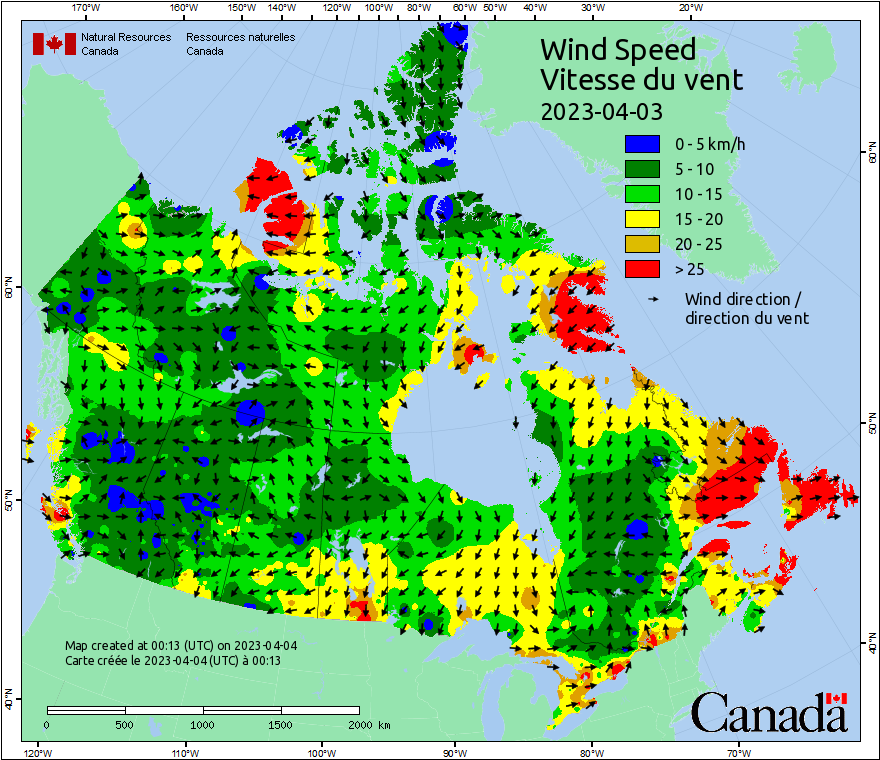 170°W 160°W 150°W 140°W 120°W 100°W 80°W 60°W 50°W 40°W 30°W 20°W
Natural Resources Ressources naturelles
Canada Canada
Wind Speed
Vitesse du vent
2023-04-03
0 - 5 km/h
5 - 10
10 - 15
15 - 20
20 - 25
> 25
Wind direction /
direction du vent
60°N 60°N
50°N 50°N
40°N 40°N
Map created at 00:13 (UTC) on 2023-04-04
Carte créée le 2023-04-04 (UTC) à 00:13
0 500 1000 1500 2000 km
Canada
120°W 110°W 100°W 90°W 80°W 70°W